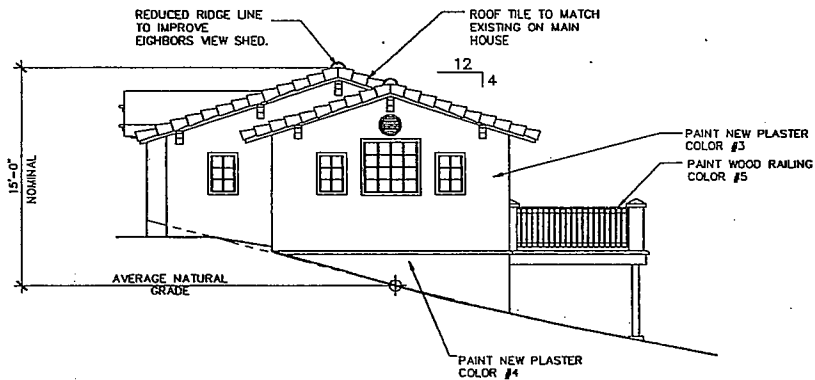 REDUCED RIDGE LINE
TO IMPROVE
EIGHBORS VIEW SHED.
ROOF TILE TO MATCH
EXISTING ON MAIN
HOUSE
12
4
15'-0"
NOMINAL
PAINT NEW PLASTER
COLOR #3
PAINT WOOD RAILING
COLOR #5
AVERAGE NATURAL
GRADE
PAINT NEW PLASTER
COLOR #4